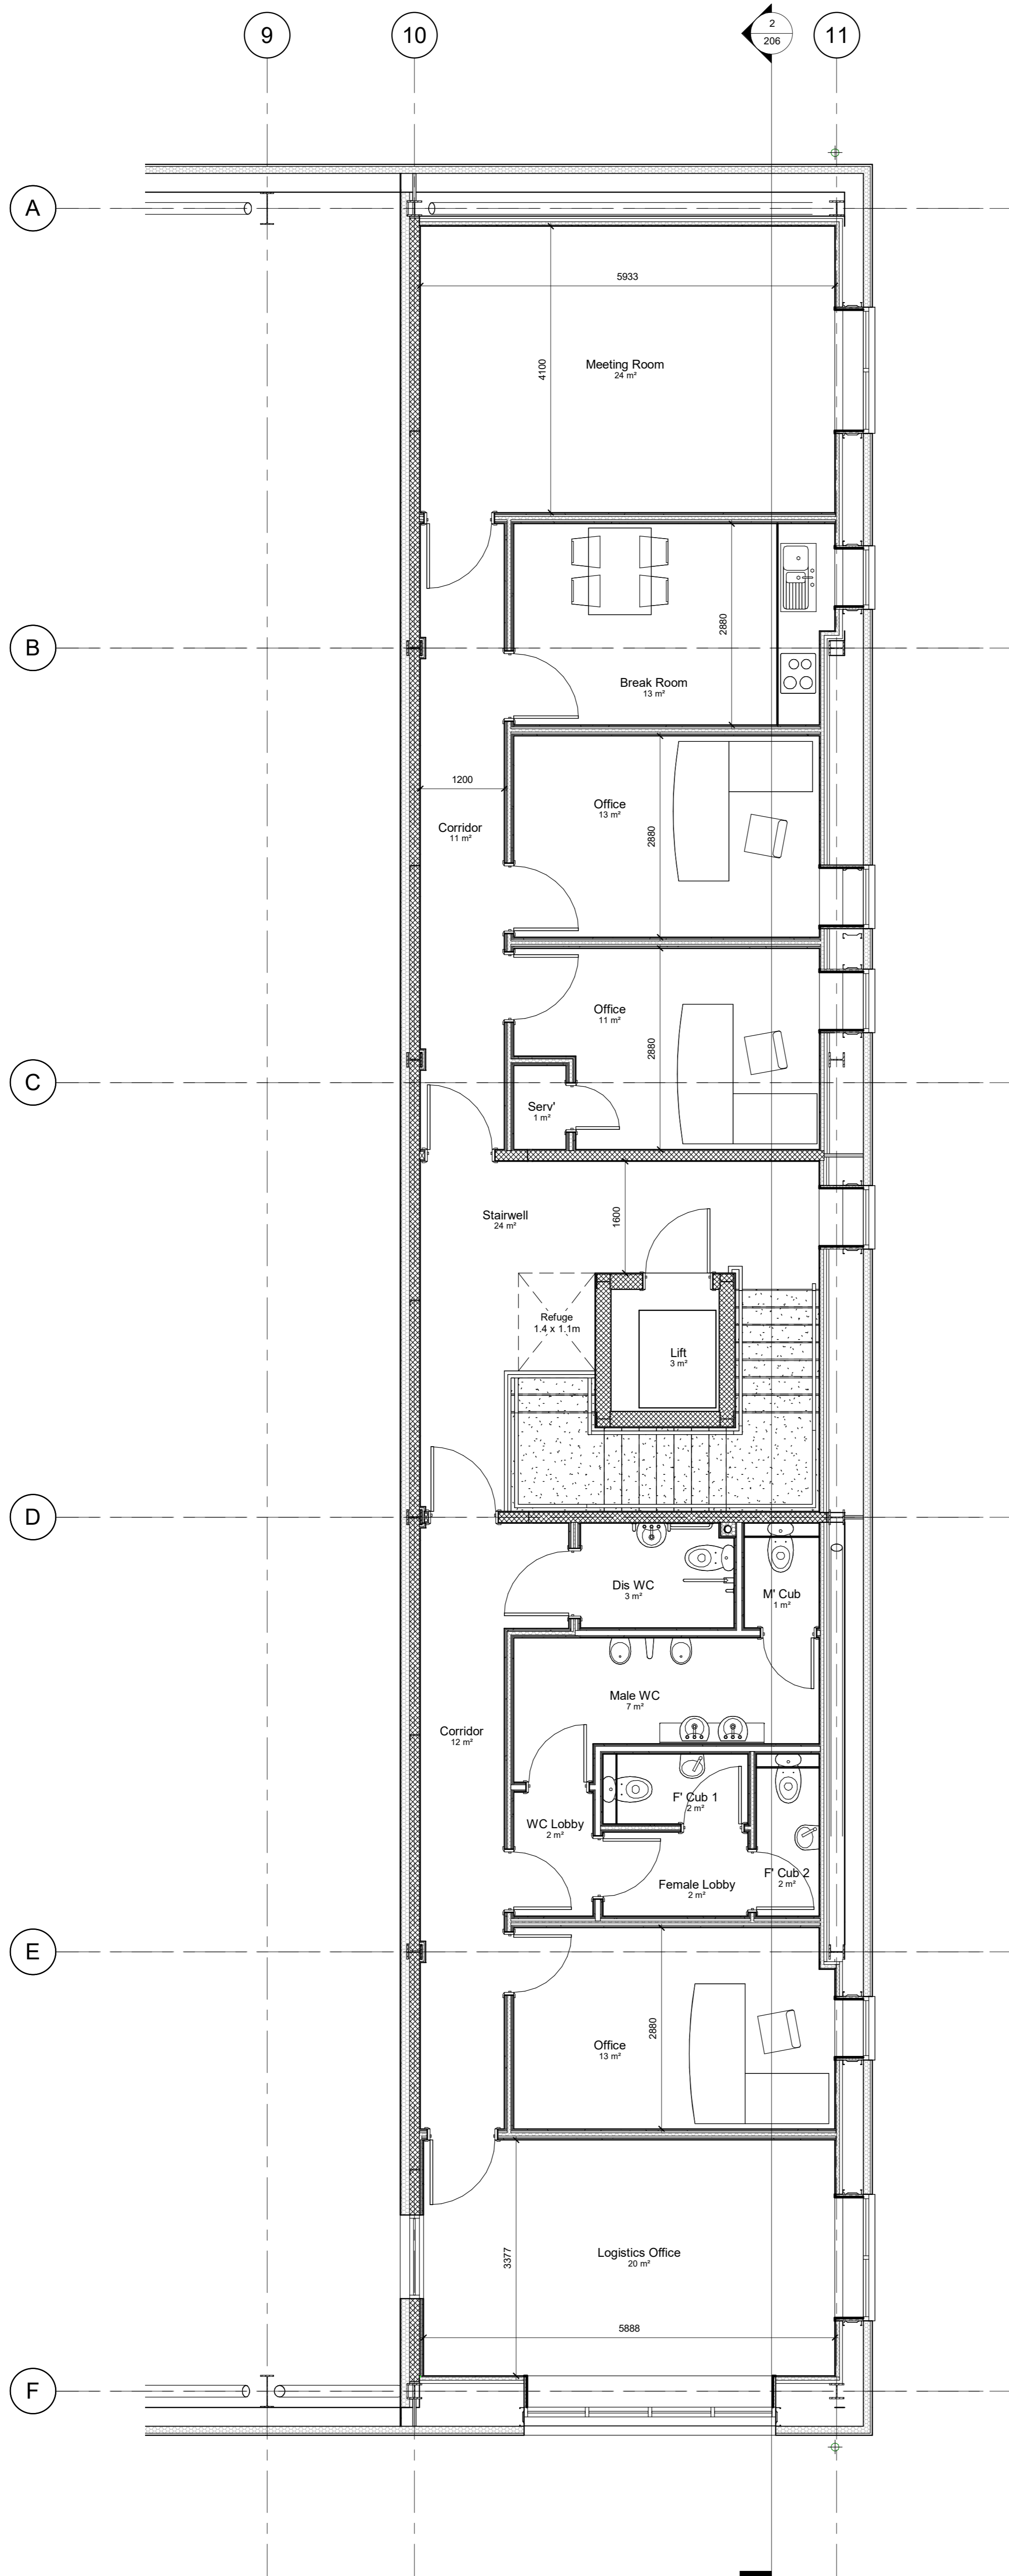 9
10
2
206
11
A
5933
4100
Meeting Room
24 m²
B
2880
Break Room
13 m²
1200
Corridor
11 m²
Office
13 m²
2880
Office
11 m²
2880
C
Serv'
1 m²
Stairwell
24 m²
1600
Refuge
1.4 x 1.1m
Lift
3 m²
D
Dis WC
3 m²
M' Cub
1 m²
Male WC
7 m²
Corridor
12 m²
F' Cub 1
2 m²
WC Lobby
2 m²
Female Lobby
2 m²
F' Cub 2
2 m²
E
Office
13 m²
2880
Logistics Office
20 m²
3377
5888
F